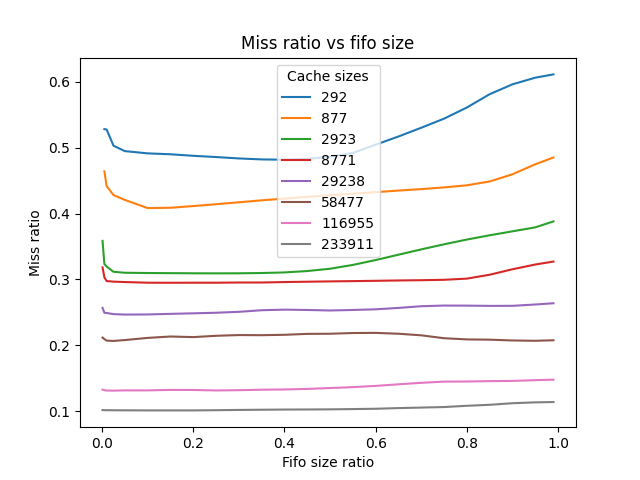 Miss ratio vs fifo size
Cache sizes
292
877
2923
8771
29238
58477
116955
233911
Miss ratio
0.6
0.5
0.4
0.3
0.2
0.1
0.0 0.2 0.4 0.6 0.8 1.0
Fifo size ratio